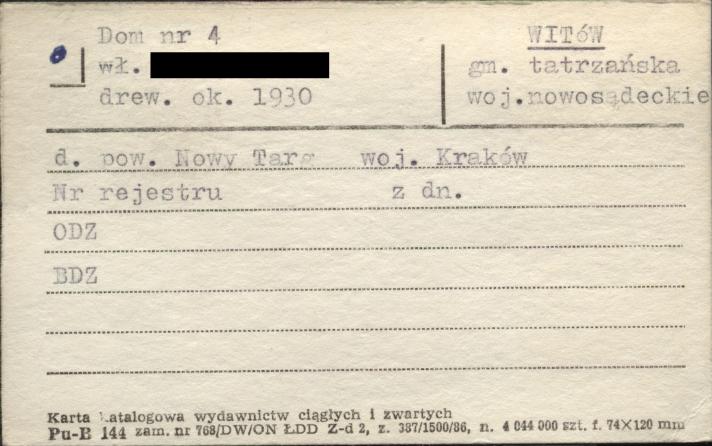 Dom nr 4
wł.
drew. ok. 1930
WITÓW
gm. tatrzańska
woj.nowosądeckie
d. pow. Nowy Targ woj. Kraków
Nr rejestru z dn.
ODZ
BDZ
Karta katalogowa wydawnictw ciągłych i zwartych
Pu-B 144 zam. nr 768/DW/ON ŁDD Z-d 2, z. 387/1500/86, n. 4 044 000 szt. f. 74×120 mm